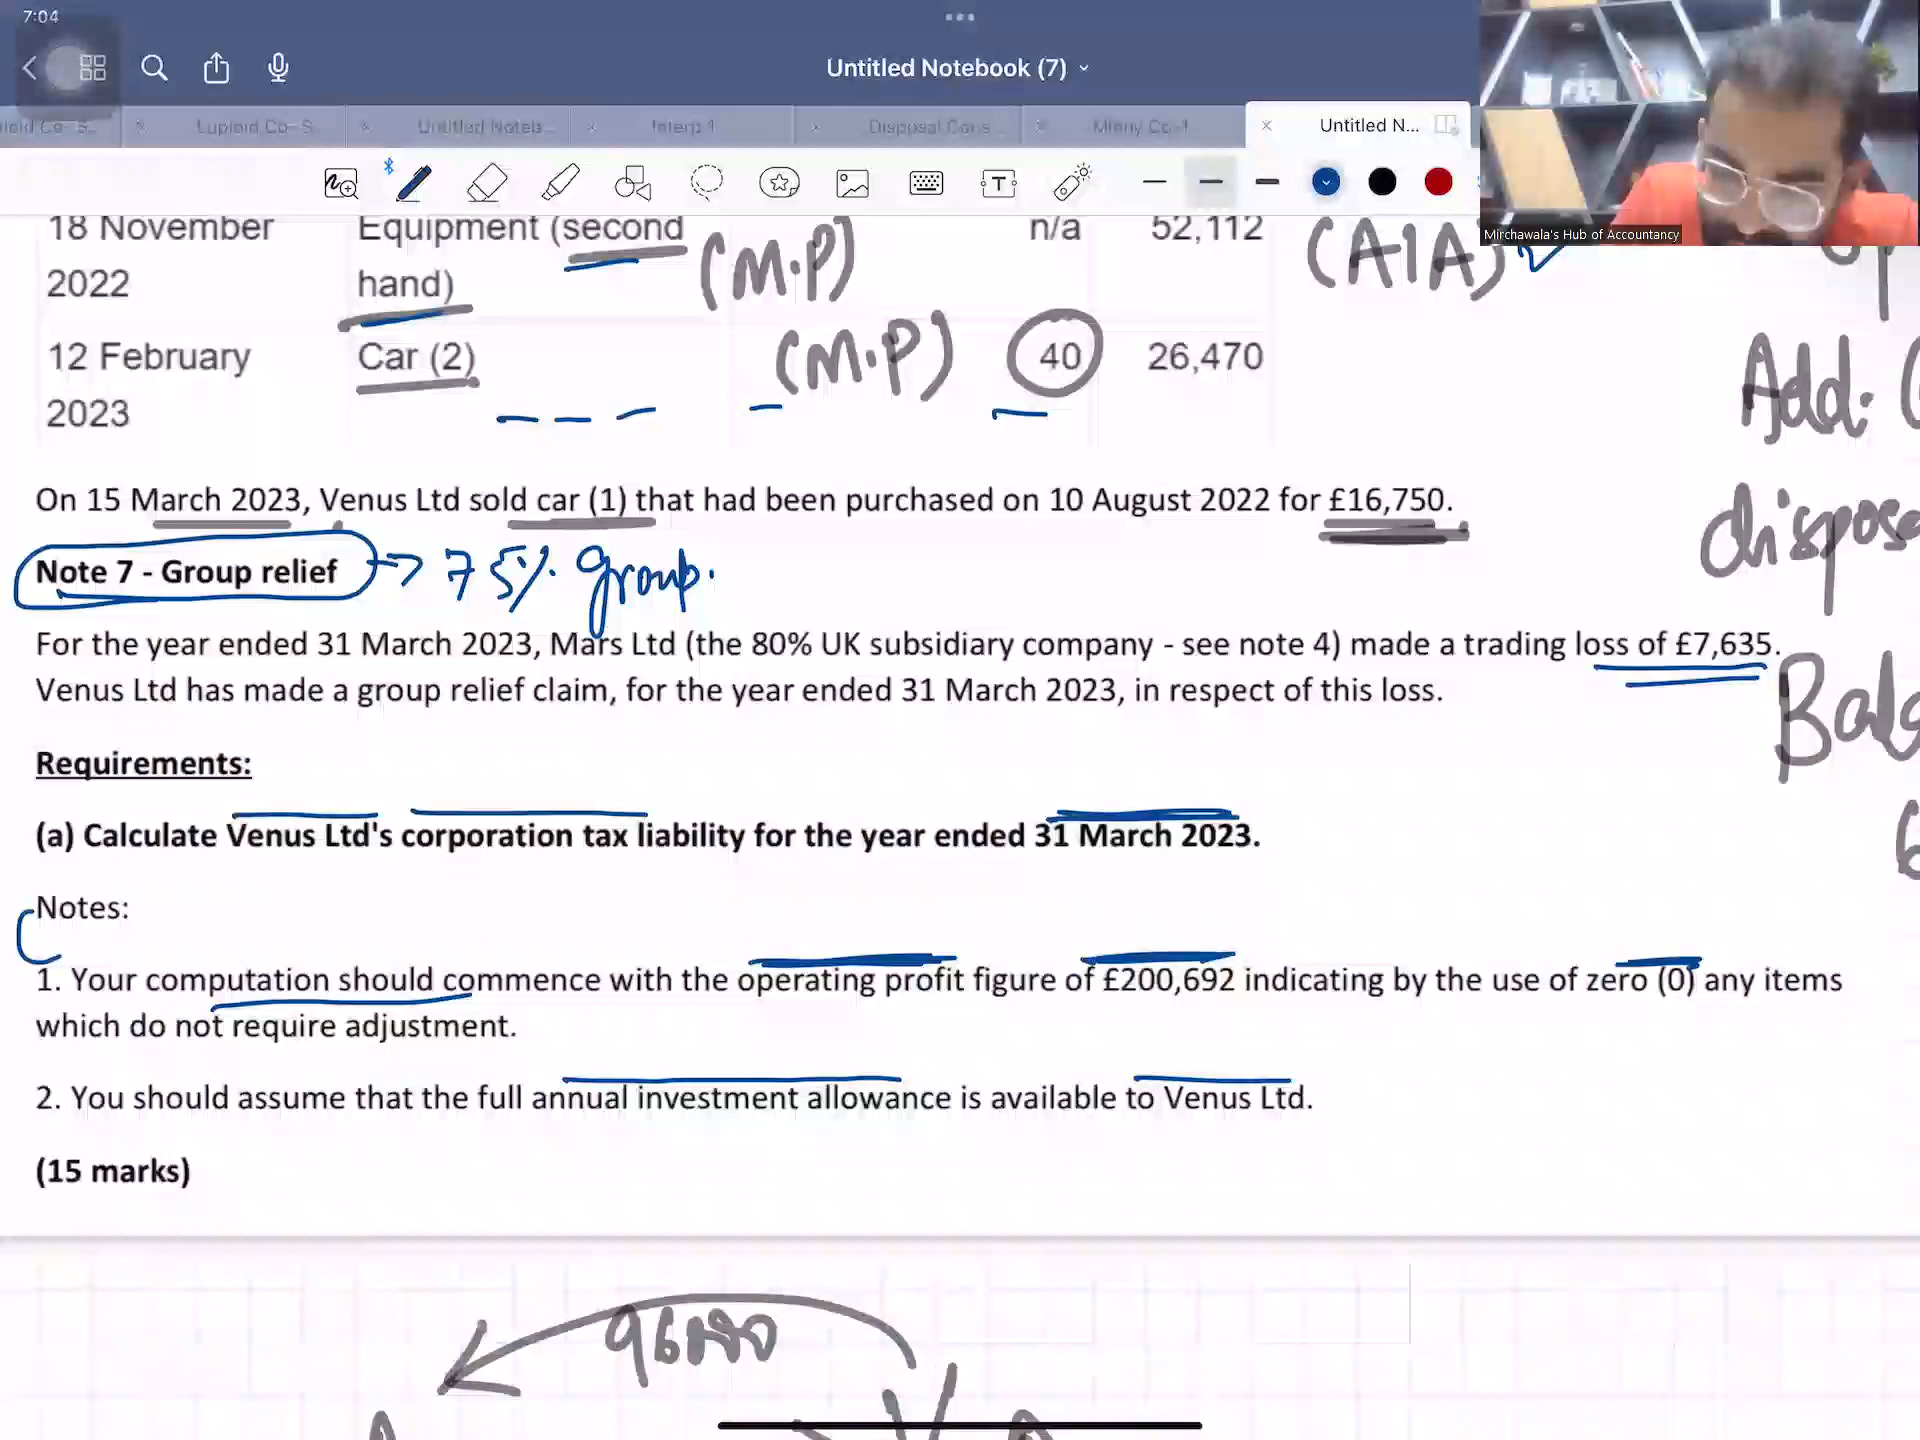 7:04
Untitled Notebook (7)
Luploid Co- S...
Untitled Noteb...
Interp 1
Disposal Cons...
Untitled N...
Mirchawala's Hub of Accountancy
18 November 2022 Equipment (second hand) (M.P) n/a 52,112 (AIA)
12 February 2023 Car (2) (M.P) 40 26,470
Add:
On 15 March 2023, Venus Ltd sold car (1) that had been purchased on 10 August 2022 for £16,750.
Note 7 - Group relief → 75% group.
For the year ended 31 March 2023, Mars Ltd (the 80% UK subsidiary company - see note 4) made a trading loss of £7,635.
Venus Ltd has made a group relief claim, for the year ended 31 March 2023, in respect of this loss.
Requirements:
(a) Calculate Venus Ltd's corporation tax liability for the year ended 31 March 2023.
Notes:
1. Your computation should commence with the operating profit figure of £200,692 indicating by the use of zero (0) any items
which do not require adjustment.
2. You should assume that the full annual investment allowance is available to Venus Ltd.
(15 marks)